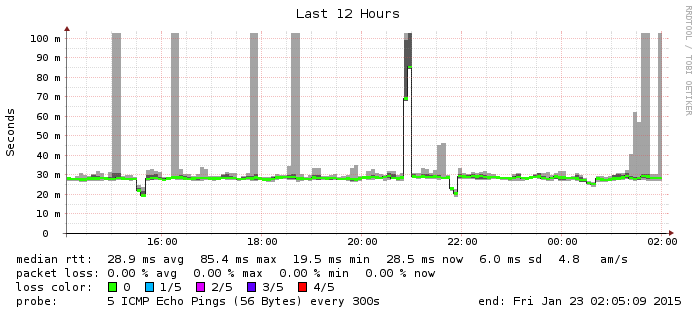 Last 12 Hours
RRDTOOL / TOBI OETIKER
Seconds
100 m
90 m
80 m
70 m
60 m
50 m
40 m
30 m
20 m
10 m
0
16:00 18:00 20:00 22:00 00:00 02:00
median rtt: 28.9 ms avg 85.4 ms max 19.5 ms min 28.5 ms now 6.0 ms sd 4.8 am/s
packet loss: 0.00 % avg 0.00 % max 0.00 % min 0.00 % now
loss color: 0 1/5 2/5 3/5 4/5
probe: 5 ICMP Echo Pings (56 Bytes) every 300s end: Fri Jan 23 02:05:09 2015